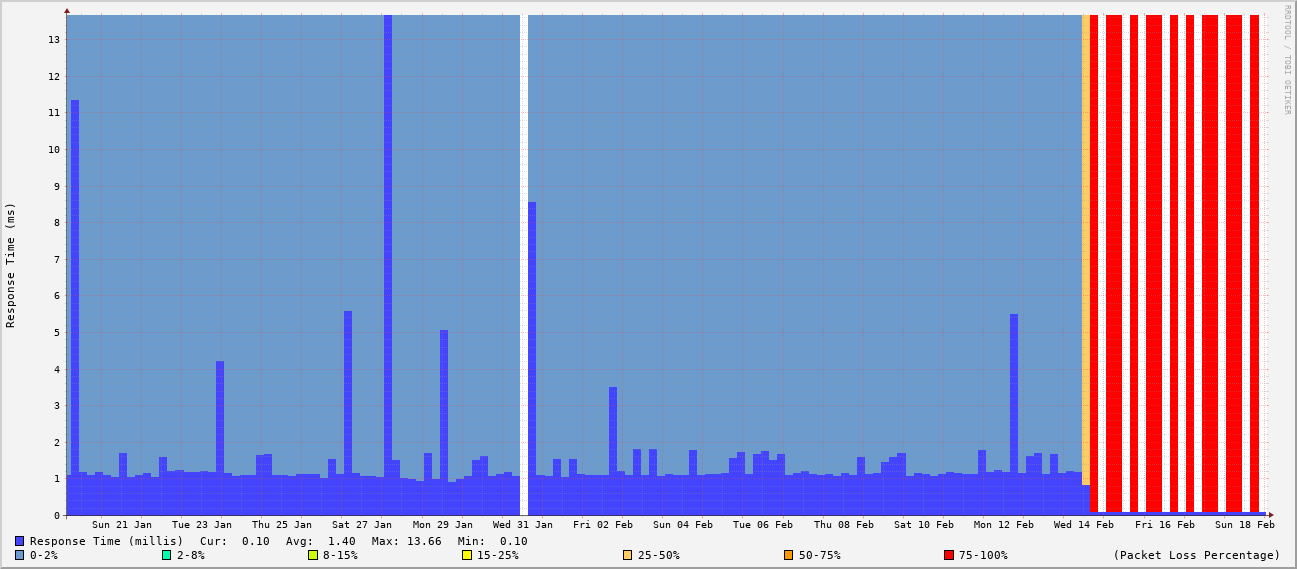 RRDTOOL / TOBI OETIKER
Response Time (ms)
13
12
11
10
9
8
7
6
5
4
3
2
1
0
Sun 21 Jan Tue 23 Jan Thu 25 Jan Sat 27 Jan Mon 29 Jan Wed 31 Jan Fri 02 Feb Sun 04 Feb Tue 06 Feb Thu 08 Feb Sat 10 Feb Mon 12 Feb Wed 14 Feb Fri 16 Feb Sun 18 Feb
Response Time (millis) Cur: 0.10 Avg: 1.40 Max: 13.66 Min: 0.10
0-2% 2-8% 8-15% 15-25% 25-50% 50-75% 75-100% (Packet Loss Percentage)